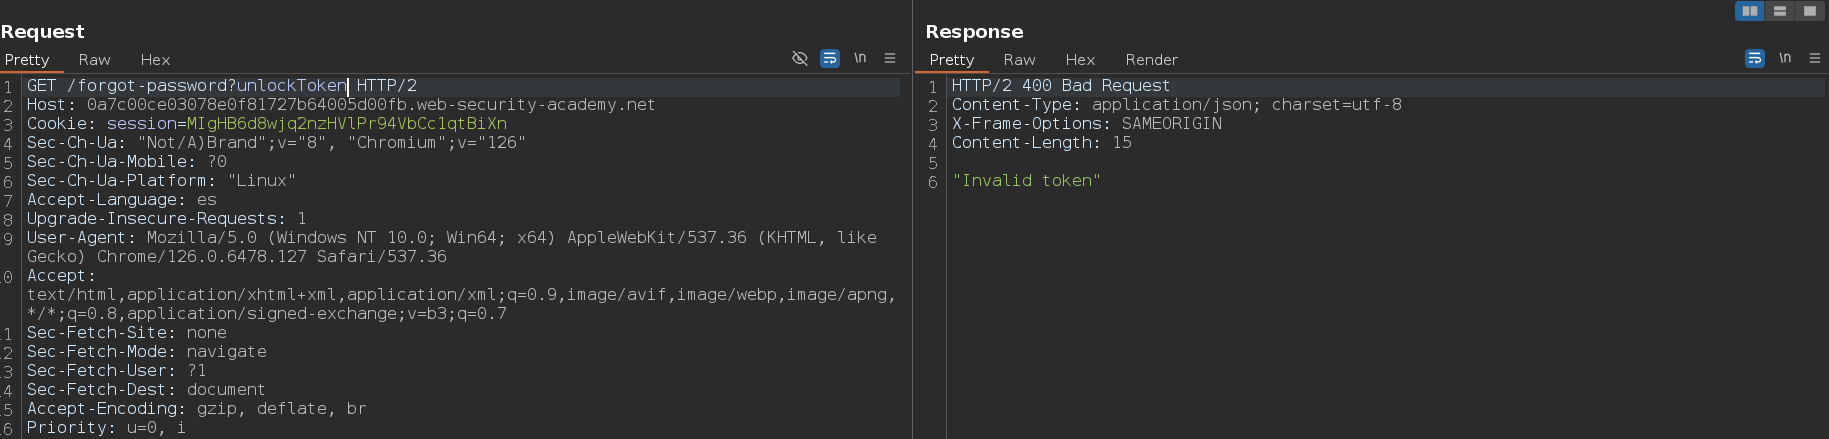 Request
Pretty Raw Hex
\n
1 GET /forgot-password?unlockToken HTTP/2
2 Host: 0a7c00ce03078e0f81727b64005d00fb.web-security-academy.net
3 Cookie: session=MIgHB6d8wjq2nzHVlPr94VbCc1qtBiXn
4 Sec-Ch-Ua: "Not/A)Brand";v="8", "Chromium";v="126"
5 Sec-Ch-Ua-Mobile: ?0
6 Sec-Ch-Ua-Platform: "Linux"
7 Accept-Language: es
8 Upgrade-Insecure-Requests: 1
9 User-Agent: Mozilla/5.0 (Windows NT 10.0; Win64; x64) AppleWebKit/537.36 (KHTML, like
Gecko) Chrome/126.0.6478.127 Safari/537.36
0 Accept:
text/html,application/xhtml+xml,application/xml;q=0.9,image/avif,image/webp,image/apng,
*/*;q=0.8,application/signed-exchange;v=b3;q=0.7
1 Sec-Fetch-Site: none
2 Sec-Fetch-Mode: navigate
3 Sec-Fetch-User: ?1
4 Sec-Fetch-Dest: document
5 Accept-Encoding: gzip, deflate, br
6 Priority: u=0, i
Response
Pretty Raw Hex Render
\n
1 HTTP/2 400 Bad Request
2 Content-Type: application/json; charset=utf-8
3 X-Frame-Options: SAMEORIGIN
4 Content-Length: 15
5
6 "Invalid token"